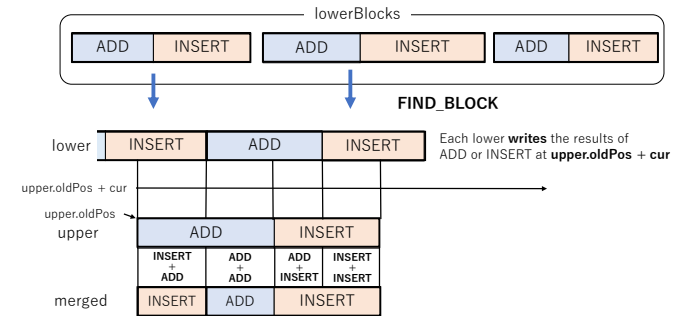 lowerBlocks
ADD INSERT ADD INSERT ADD INSERT
FIND_BLOCK
lower INSERT ADD INSERT
Each lower writes the results of
ADD or INSERT at upper.oldPos + cur
upper.oldPos + cur
upper.oldPos
upper ADD INSERT
INSERT ADD ADD INSERT
+ + + +
ADD ADD INSERT INSERT
merged INSERT ADD INSERT